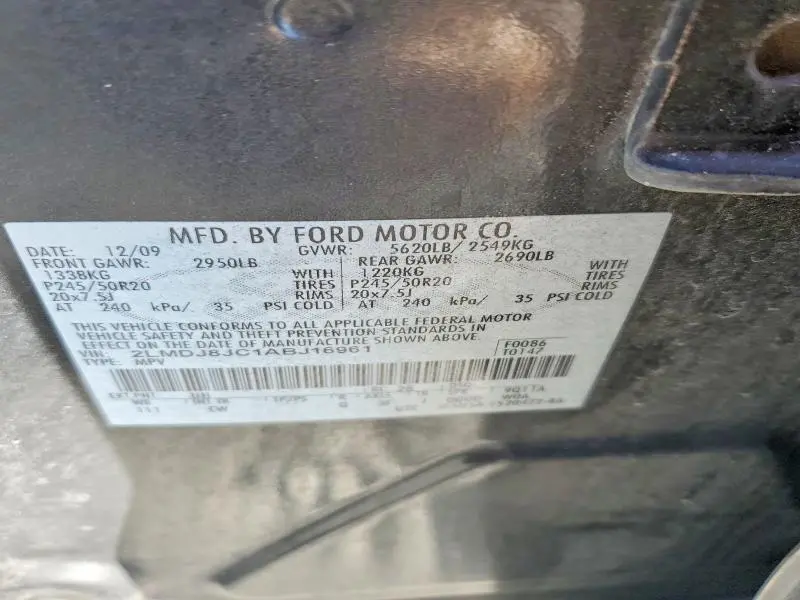 MFD. BY FORD MOTOR CO.
DATE: 12/09 GVWR: 5620LB/ 2549KG
FRONT GAWR: 2950LB REAR GAWR: 2690LB
1338KG WITH 1220KG WITH
P245/50R20 TIRES P245/50R20 TIRES
20x7.5J RIMS 20x7.5J RIMS
AT 240 kPa/ 35 PSI COLD AT 240 kPa/ 35 PSI COLD
THIS VEHICLE CONFORMS TO ALL APPLICABLE FEDERAL MOTOR
VEHICLE SAFETY AND THEFT PREVENTION STANDARDS IN
EFFECT ON THE DATE OF MANUFACTURE SHOWN ABOVE.
VIN: 2LMDJ8JC1ABJ16961 F0086
TYPE: MPV T0147